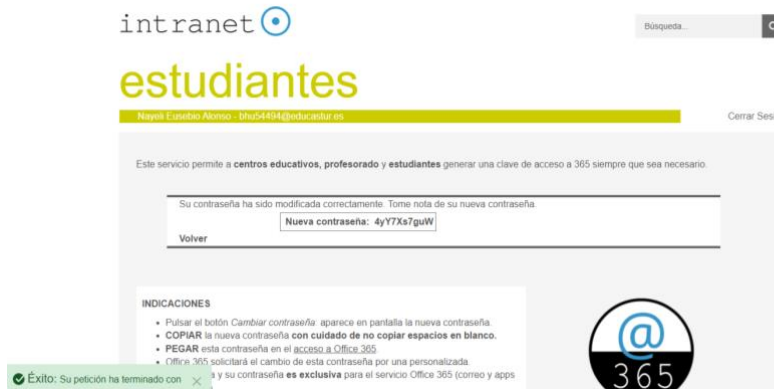 intranet
Búsqueda...
estudiantes
Nayeli Eusebio Alonso - bhu54494@educastur.es
Cerrar Ses
Este servicio permite a centros educativos, profesorado y estudiantes generar una clave de acceso a 365 siempre que sea necesario.
Su contraseña ha sido modificada correctamente. Tome nota de su nueva contraseña
Nueva contraseña: 4yY7Xs7guW
Volver
INDICACIONES
• Pulsar el botón Cambiar contraseña: aparece en pantalla la nueva contraseña.
• COPIAR la nueva contraseña con cuidado de no copiar espacios en blanco.
• PEGAR esta contraseña en el acceso a Office 365
• Office 365 solicitará el cambio de esta contraseña por una personalizada.
a y su contraseña es exclusiva para el servicio Office 365 (correo y apps
Éxito: Su petición ha terminado con
@
365